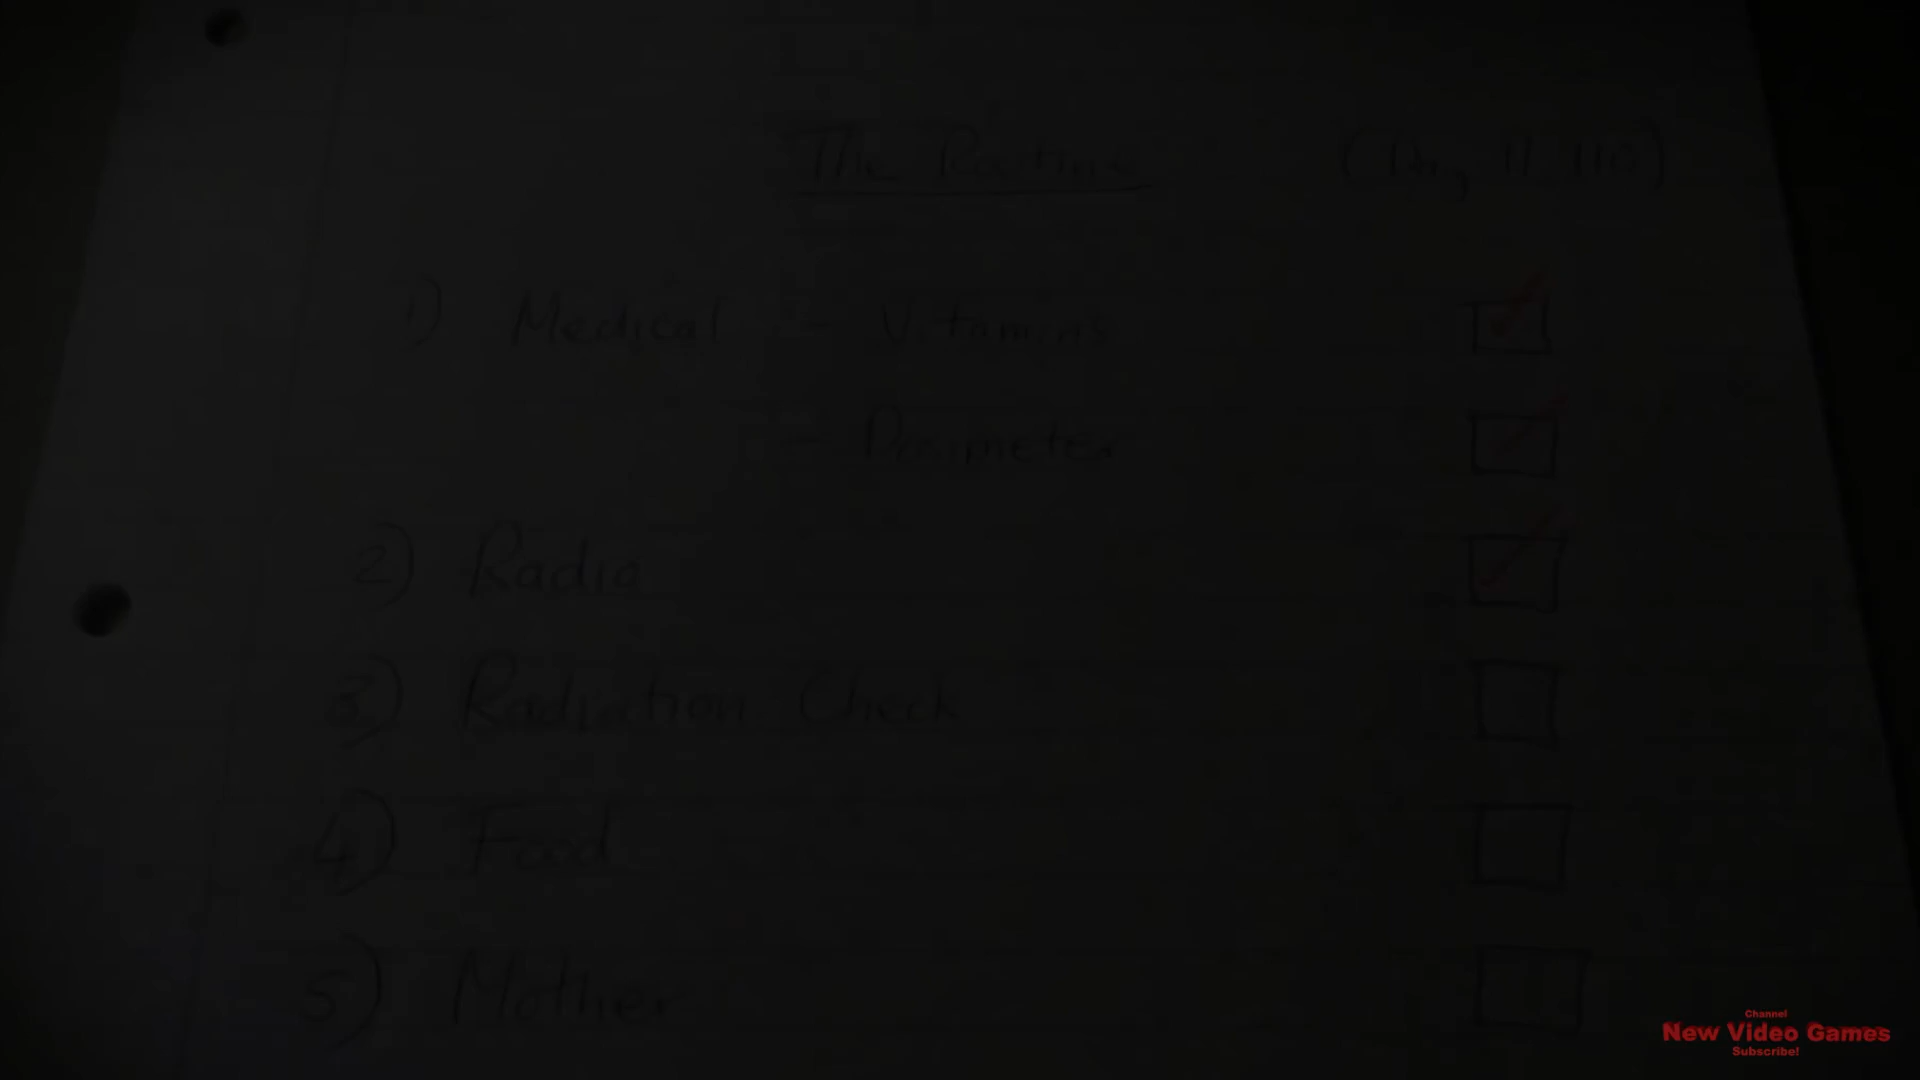 The Routine
1) Medical - Vitamins
- Dosimeter
2) Radio
3) Radiation Check
4) Food
5) Mother
Channel
New Video Games
Subscribe!